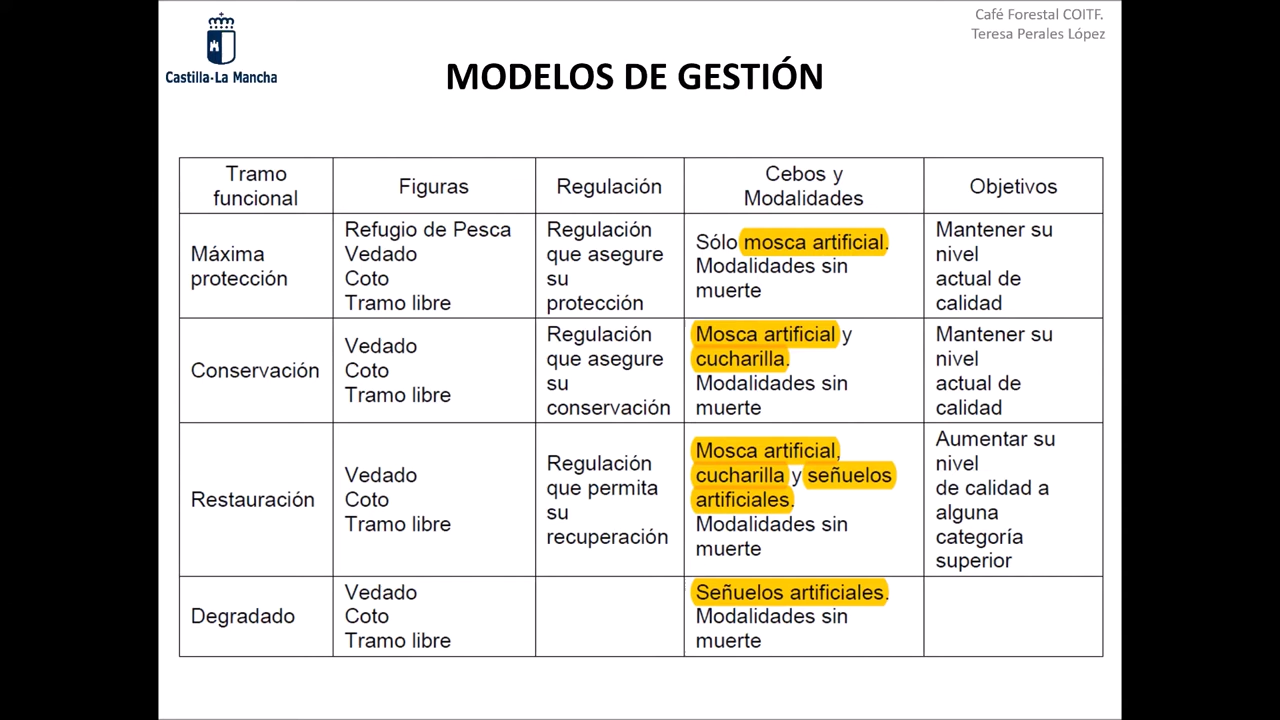 Café Forestal COITF.
Teresa Perales López
Castilla-La Mancha
MODELOS DE GESTIÓN
Tramo
funcional
Figuras
Regulación
Cebos y
Modalidades
Objetivos
Máxima
protección
Refugio de Pesca
Vedado
Coto
Tramo libre
Regulación
que asegure
su
protección
Sólo mosca artificial.
Modalidades sin
muerte
Mantener su
nivel
actual de
calidad
Conservación
Vedado
Coto
Tramo libre
Regulación
que asegure
su
conservación
Mosca artificial y
cucharilla.
Modalidades sin
muerte
Mantener su
nivel
actual de
calidad
Restauración
Vedado
Coto
Tramo libre
Regulación
que permita
su
recuperación
Mosca artificial,
cucharilla y señuelos
artificiales.
Modalidades sin
muerte
Aumentar su
nivel
de calidad a
alguna
categoría
superior
Degradado
Vedado
Coto
Tramo libre
Señuelos artificiales.
Modalidades sin
muerte